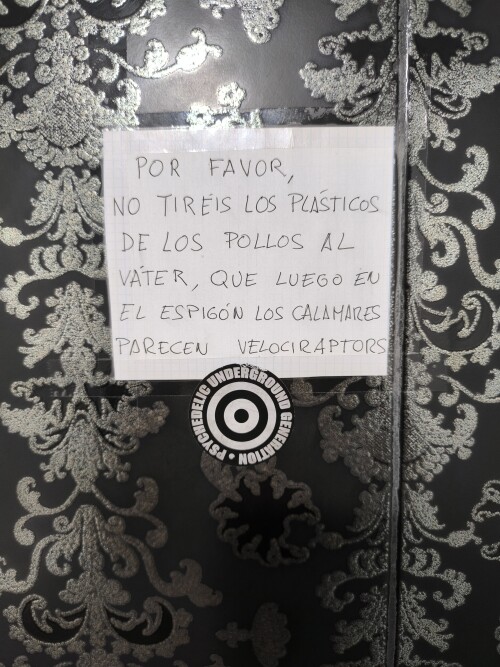 POR FAVOR,
NO TIRÉIS LOS PLÁSTICOS
DE LOS POLLOS AL
VÁTER, QUE LUEGO EN
EL ESPIGÓN LOS CALAMARES
PARECEN VELOCIRAPTORS
PSYCHEDELIC UNDERGROUND GENERATION •